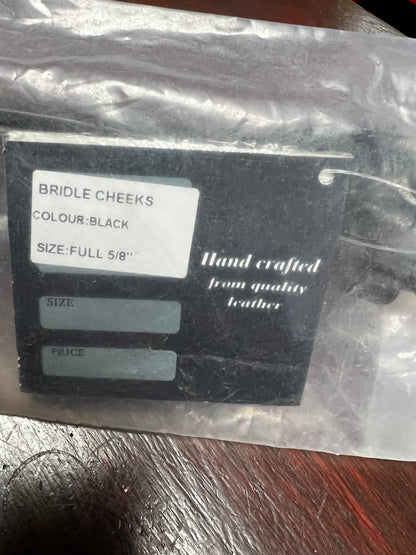 BRIDLE CHEEKS
COLOUR:BLACK
SIZE:FULL 5/8"
Hand crafted
from quality
leather
SIZE
PRICE